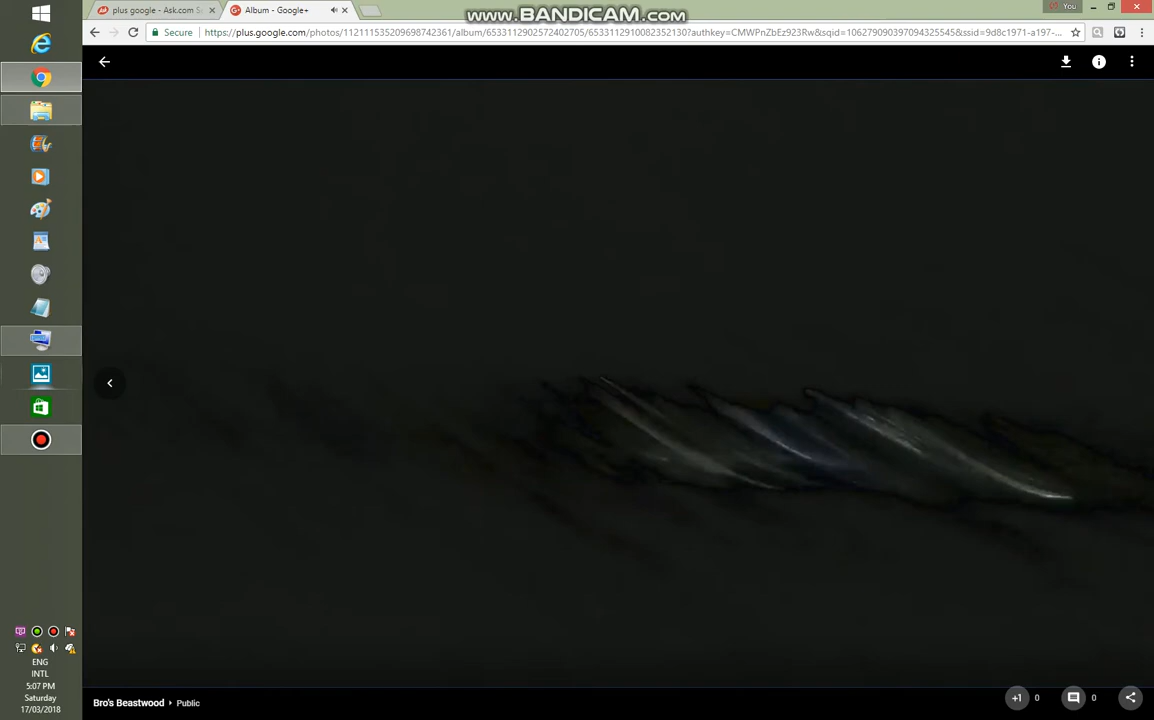 plus google - Ask.com S
Album - Google+
www.BANDICAM.com
You
Secure
https://plus.google.com/photos/112111535209698742361/album/6533112902572402705/6533112910082352130?authkey=CMWPnZbEz923Rw&sqid=106279090397094325545&ssid=9d8c1971-a197-...
ENG
INTL
5:07 PM
Saturday
17/03/2018
Bro's Beastwood
Public
+1 0
0